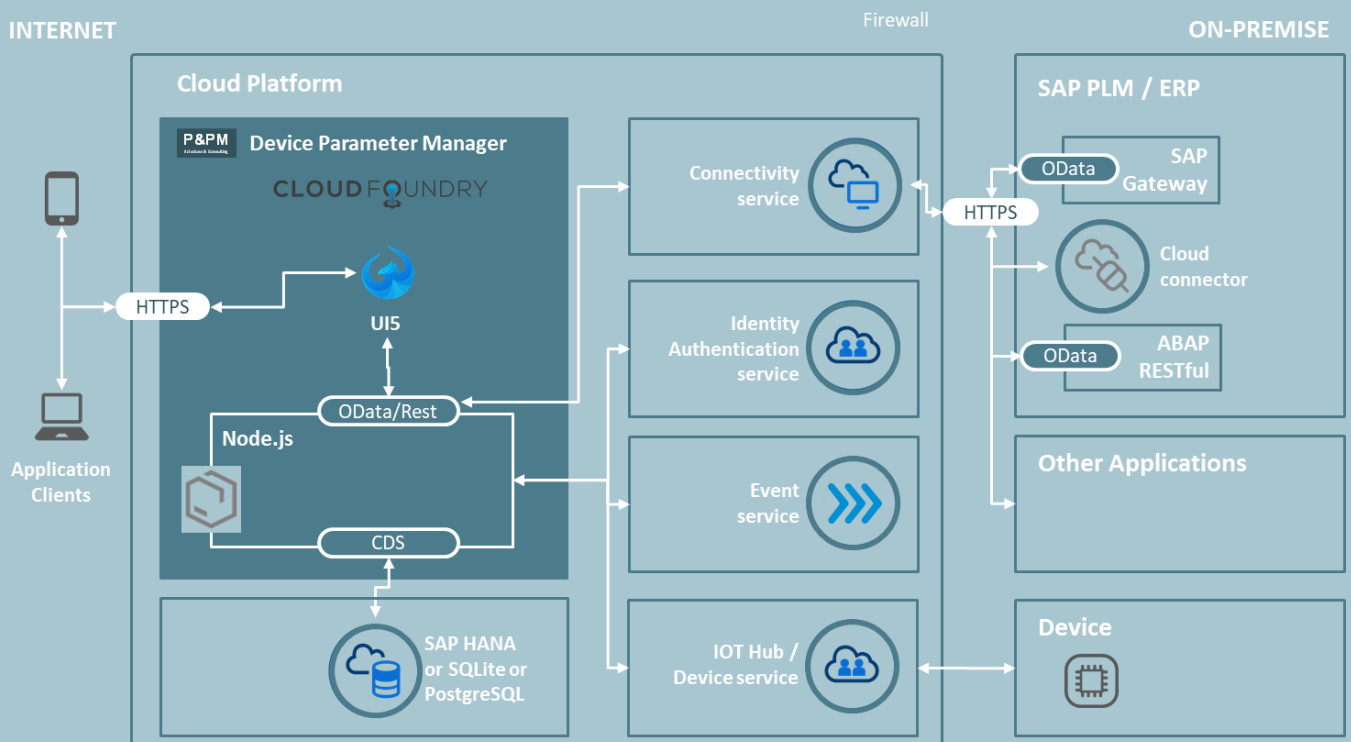 INTERNET
Firewall
ON-PREMISE
Cloud Platform
P&PM
Device Parameter Manager
CLOUD FOUNDRY
HTTPS
UI5
OData/Rest
Node.js
CDS
Application
Clients
SAP HANA
or SQLite or
PostgreSQL
Connectivity
service
Identity
Authentication
service
Event
service
IOT Hub /
Device service
HTTPS
SAP PLM / ERP
OData
SAP
Gateway
Cloud
connector
OData
ABAP
RESTful
Other Applications
Device